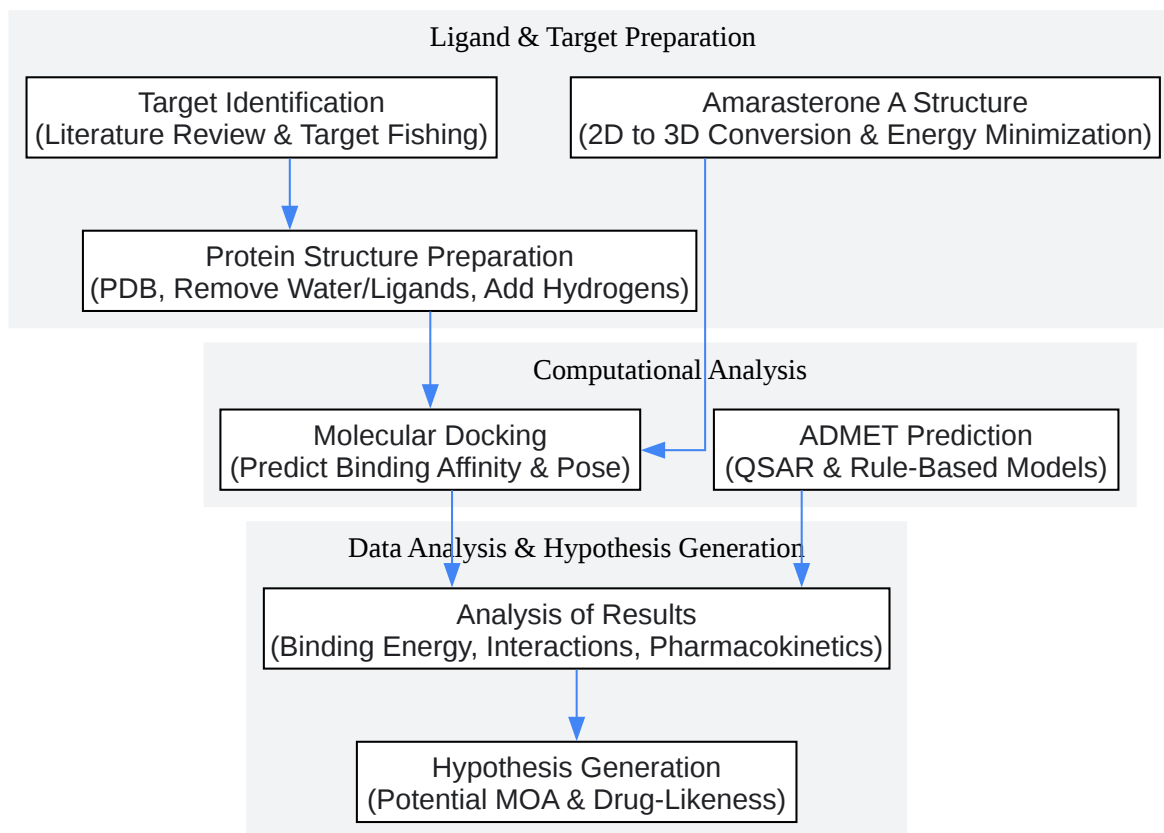 Ligand & Target Preparation
Target Identification
(Literature Review & Target Fishing)
Amarasterone A Structure
(2D to 3D Conversion & Energy Minimization)
Protein Structure Preparation
(PDB, Remove Water/Ligands, Add Hydrogens)
Computational Analysis
Molecular Docking
(Predict Binding Affinity & Pose)
ADMET Prediction
(QSAR & Rule-Based Models)
Data Analysis & Hypothesis Generation
Analysis of Results
(Binding Energy, Interactions, Pharmacokinetics)
Hypothesis Generation
(Potential MOA & Drug-Likeness)